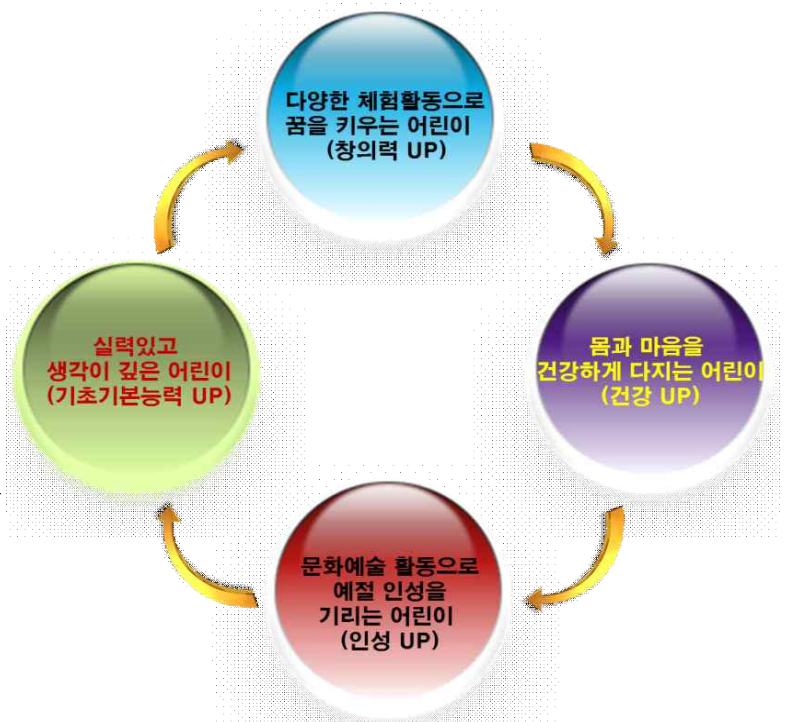 다양한 체험활동으로
꿈을 키우는 어린이
(창의력 UP)
실력있고
생각이 깊은 어린이
(기초기본능력 UP)
몸과 마음을
건강하게 다지는 어린이
(건강 UP)
문화예술 활동으로
예절 인성을
기리는 어린이
(인성 UP)